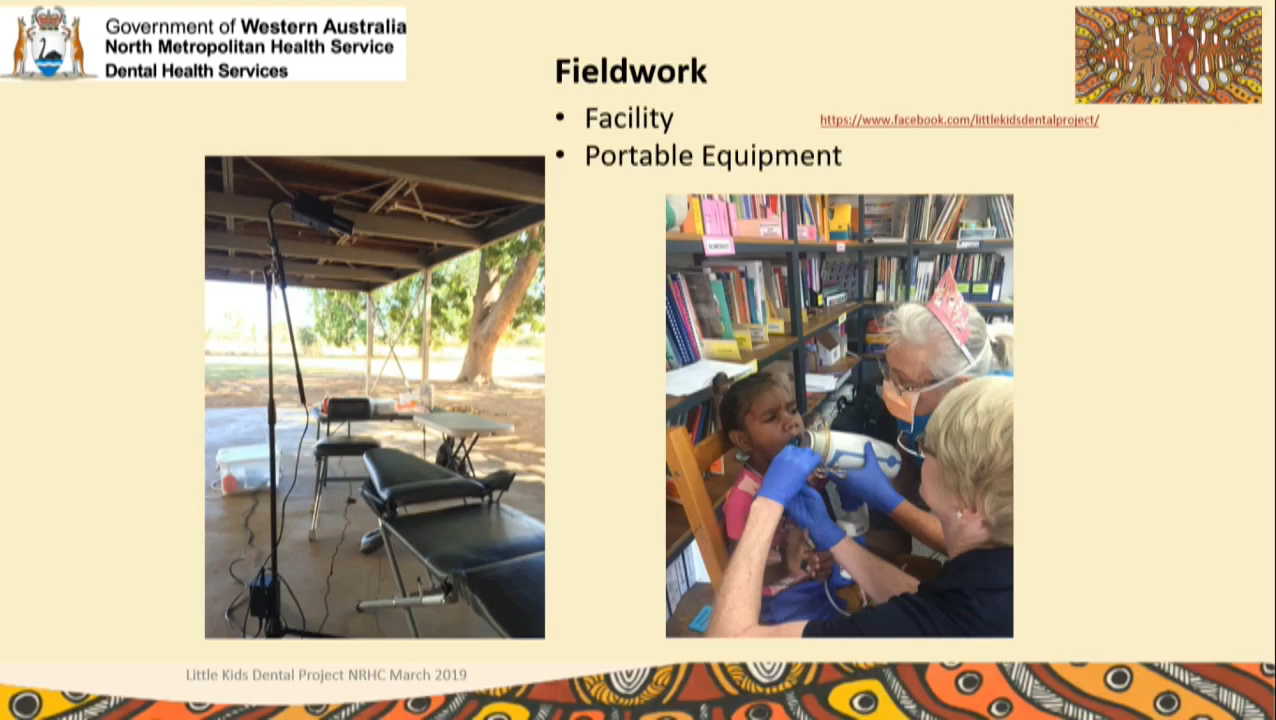 Government of Western Australia
North Metropolitan Health Service
Dental Health Services
Fieldwork
• Facility
• Portable Equipment
https://www.facebook.com/littlekidsdentalproject/
Little Kids Dental Project NRHC March 2019